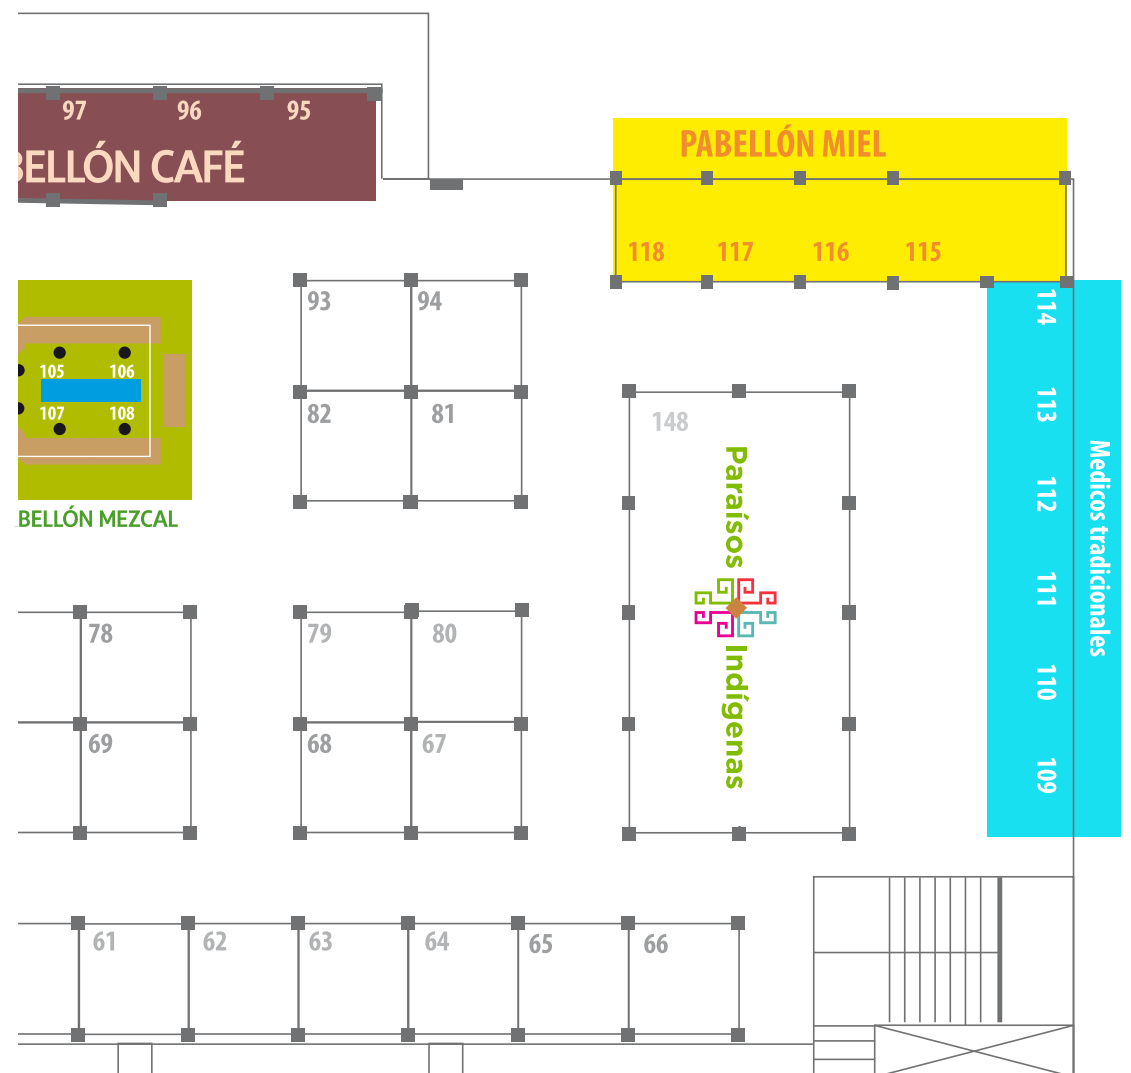 97 96 95
BELLÓN CAFÉ
PABELLÓN MIEL
118 117 116 115
93 94
82 81
105 106
107 108
BELLÓN MEZCAL
148
Paraísos
Indígenas
114
113
112
111
110
109
Medicos tradicionales
78 79 80
69 68 67
61 62 63 64 65 66